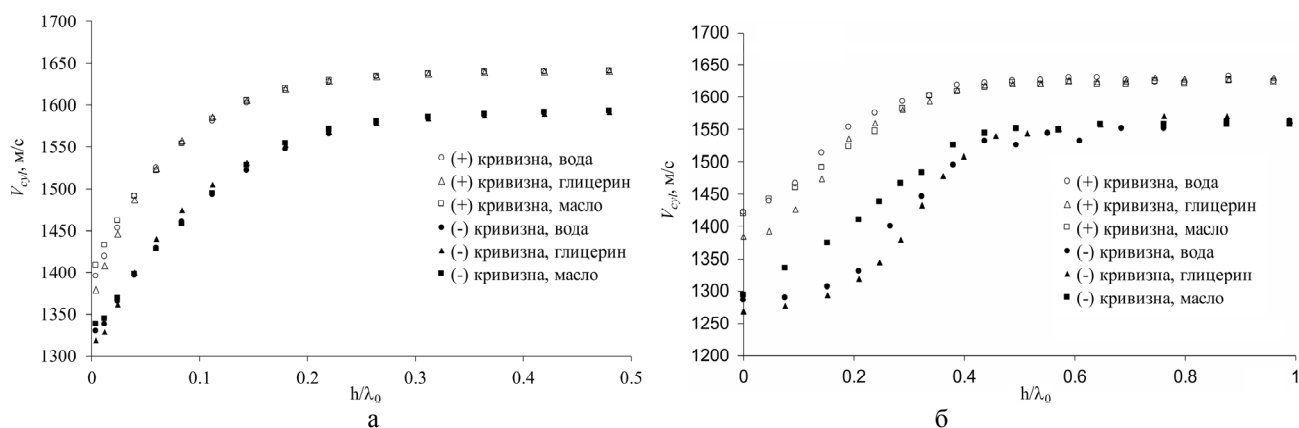 1700
1650
1600
1550
1500
1450
1400
1350
1300
V_cyl, м/с
(+) кривизна, вода
(+) кривизна, глицерин
(+) кривизна, масло
(-) кривизна, вода
(-) кривизна, глицерин
(-) кривизна, масло
0 0.1 0.2 0.3 0.4 0.5
h/λ₀
а
1700
1650
1600
1550
1500
1450
1400
1350
1300
1250
1200
V_cyl, м/с
(+) кривизна, вода
(+) кривизна, глицерин
(+) кривизна, масло
(-) кривизна, вода
(-) кривизна, глицерин
(-) кривизна, масло
0 0.2 0.4 0.6 0.8 1
h/λ₀
б